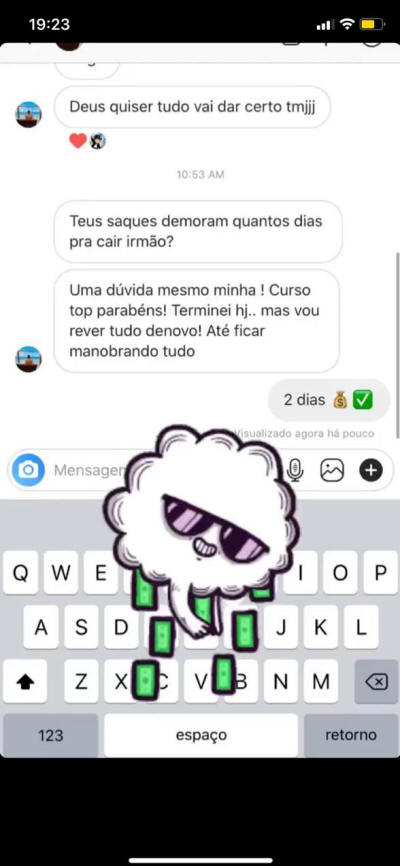 19:23
Deus quiser tudo vai dar certo tmjjj
10:53 AM
Teus saques demoram quantos dias
pra cair irmão?
Uma dúvida mesmo minha ! Curso
top parabéns! Terminei hj.. mas vou
rever tudo denovo! Até ficar
manobrando tudo
2 dias 💰✅
Visualizado agora há pouco
Mensagen
Q W E I O P
A S D J K L
Z X C V B N M
123 espaço retorno